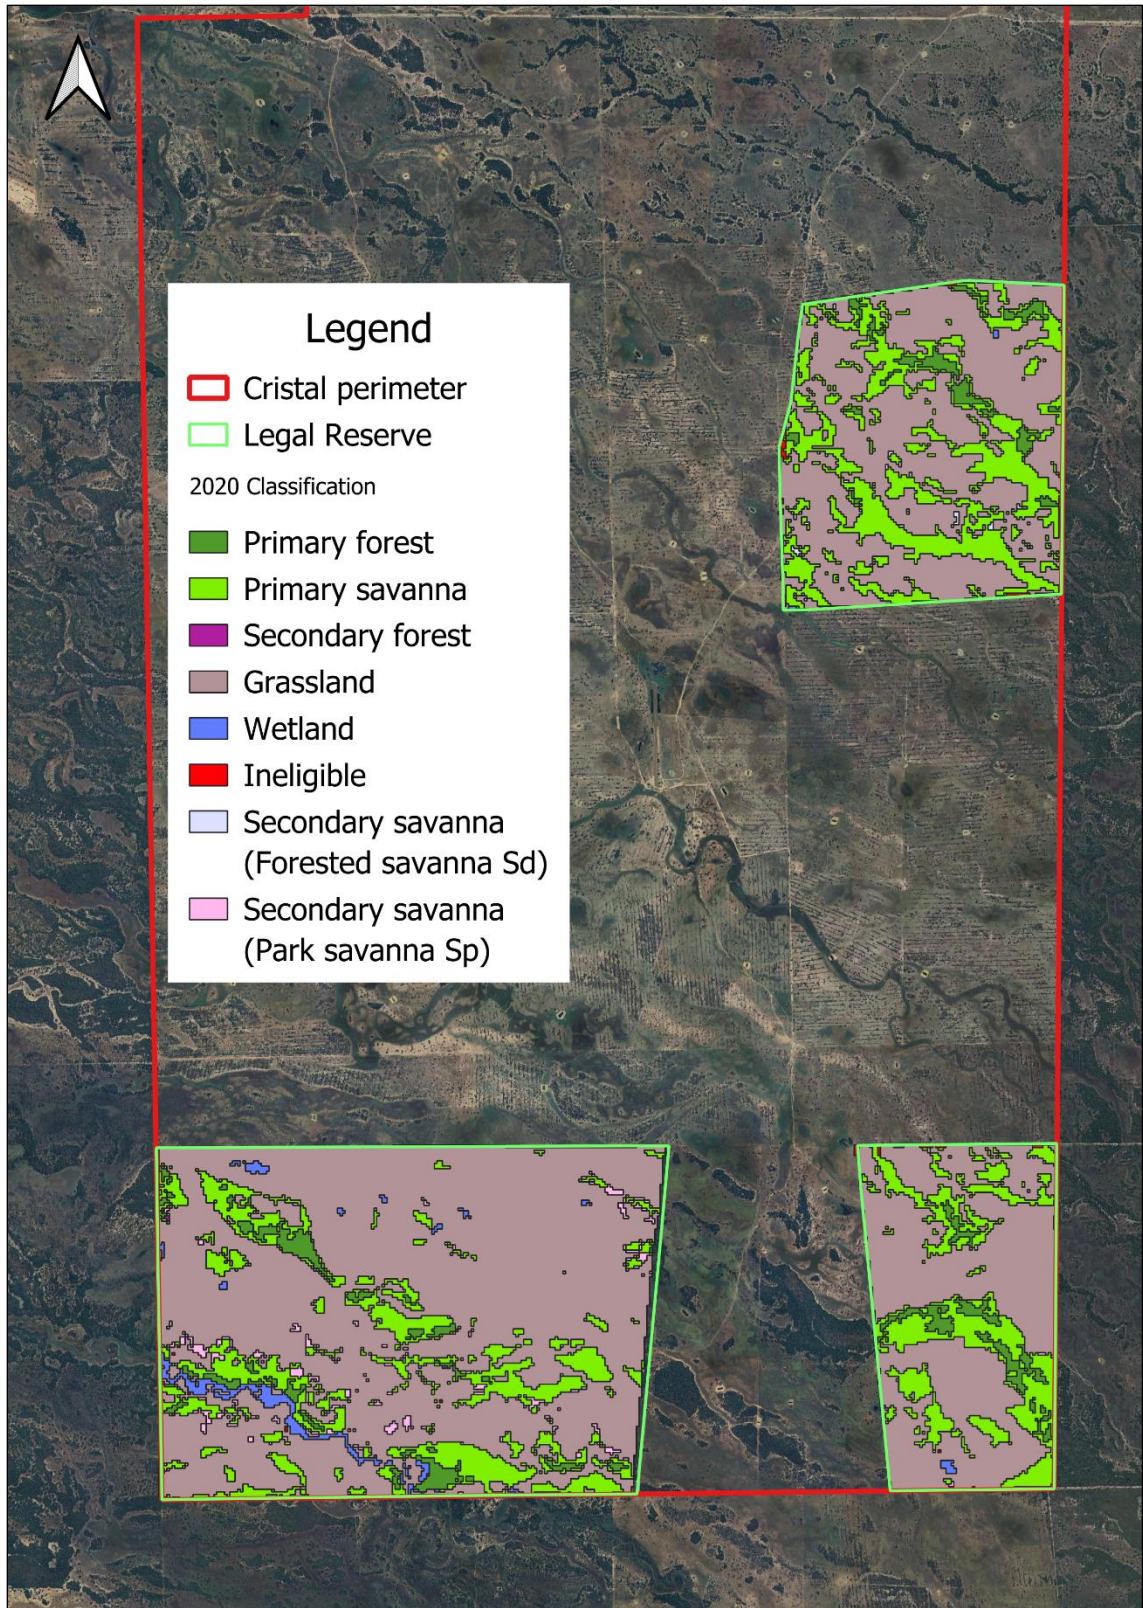 Legend
Cristal perimeter
Legal Reserve
2020 Classification
Primary forest
Primary savanna
Secondary forest
Grassland
Wetland
Ineligible
Secondary savanna
(Forested savanna Sd)
Secondary savanna
(Park savanna Sp)